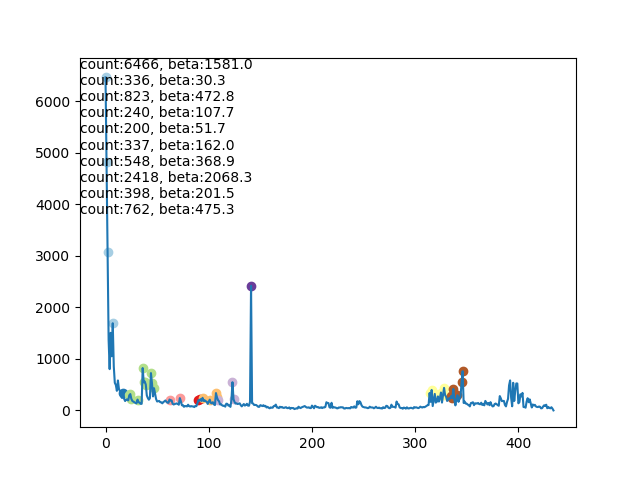 count:6466, beta:1581.0
count:336, beta:30.3
count:823, beta:472.8
count:240, beta:107.7
count:200, beta:51.7
count:337, beta:162.0
count:548, beta:368.9
count:2418, beta:2068.3
count:398, beta:201.5
count:762, beta:475.3
6000
5000
4000
3000
2000
1000
0
0 100 200 300 400